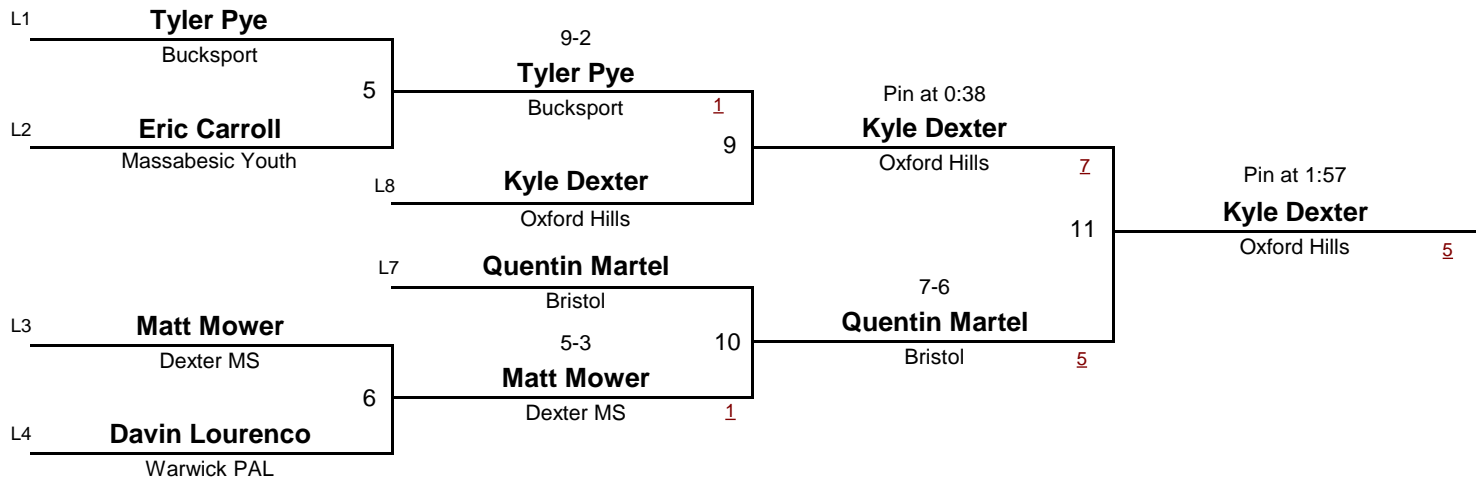 L1
Tyler Pye
Bucksport
5
L2
Eric Carroll
Massabesic Youth
9-2
Tyler Pye
Bucksport
1
9
L8
Kyle Dexter
Oxford Hills
Pin at 0:38
Kyle Dexter
Oxford Hills
7
11
Pin at 1:57
Kyle Dexter
Oxford Hills
5
L7
Quentin Martel
Bristol
10
L3
Matt Mower
Dexter MS
6
L4
Davin Lourenco
Warwick PAL
5-3
Matt Mower
Dexter MS
1
7-6
Quentin Martel
Bristol
5